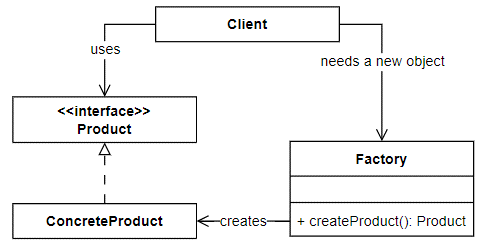 Client
uses
needs a new object
<<interface>>
Product
Factory
ConcreteProduct
creates
+ createProduct(): Product